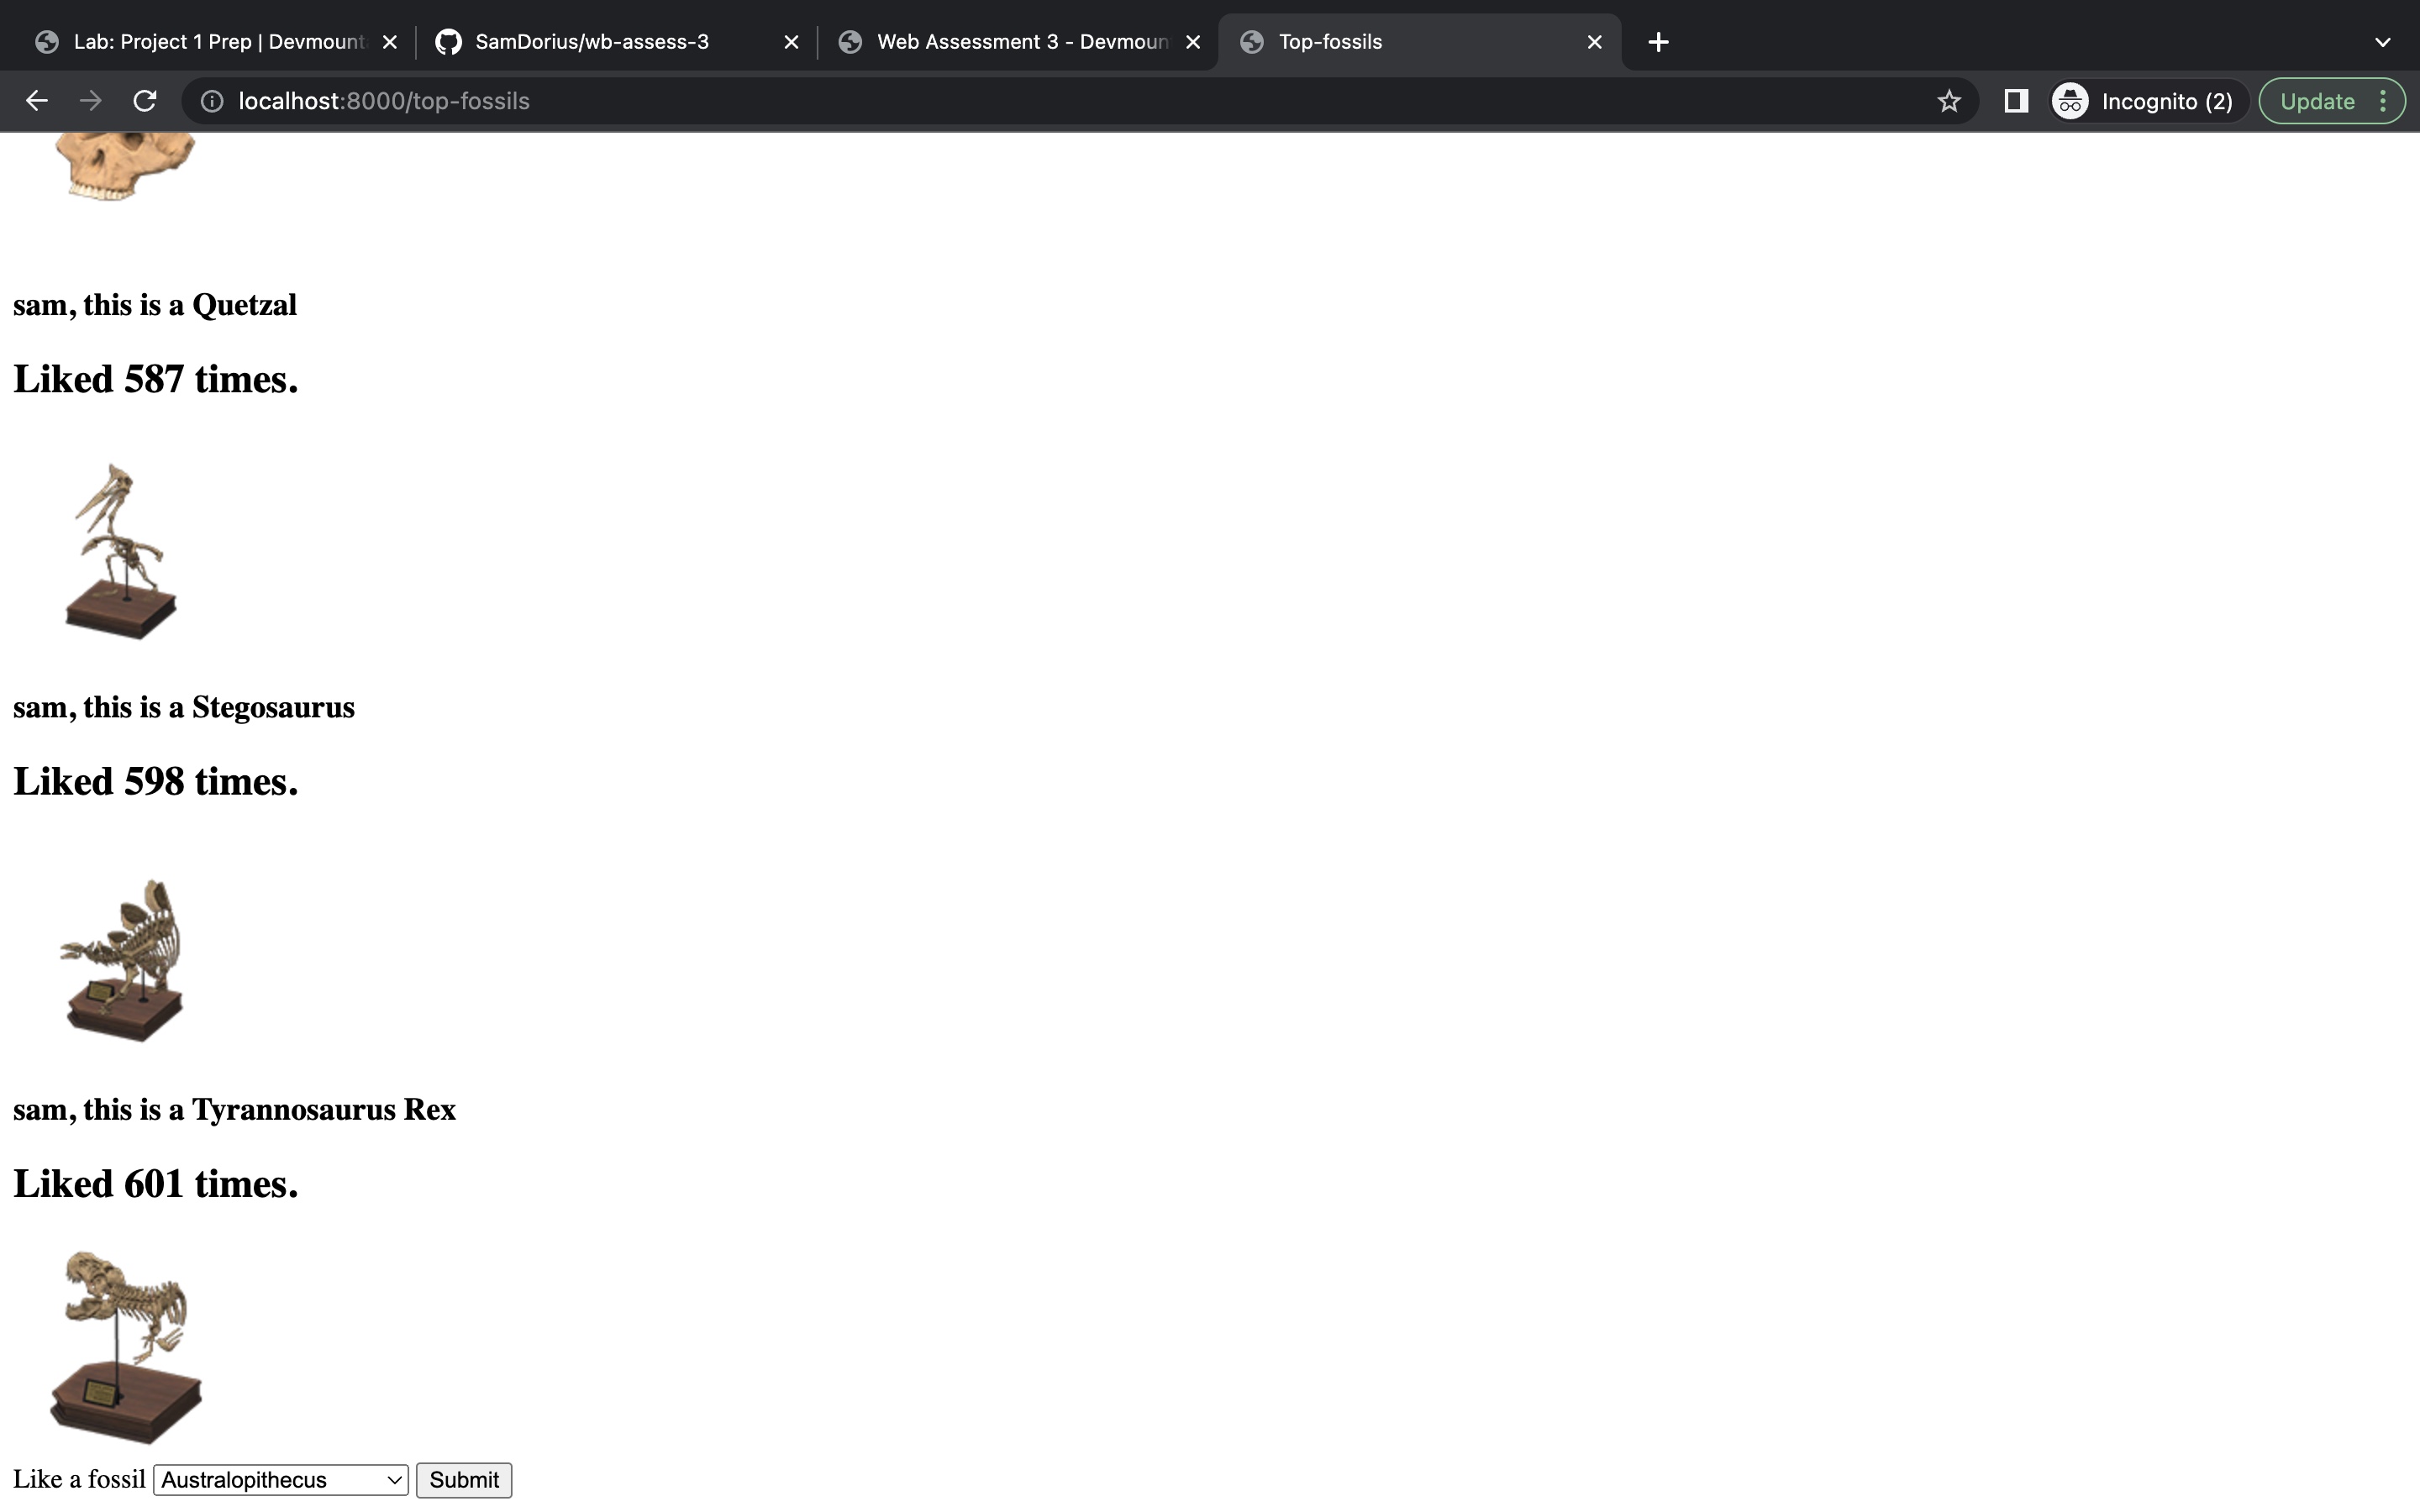 Lab: Project 1 Prep | Devmount
SamDorius/wb-assess-3
Web Assessment 3 - Devmoun
Top-fossils
localhost:8000/top-fossils
Incognito (2)
Update
sam, this is a Quetzal
Liked 587 times.
sam, this is a Stegosaurus
Liked 598 times.
sam, this is a Tyrannosaurus Rex
Liked 601 times.
Like a fossil Australopithecus Submit